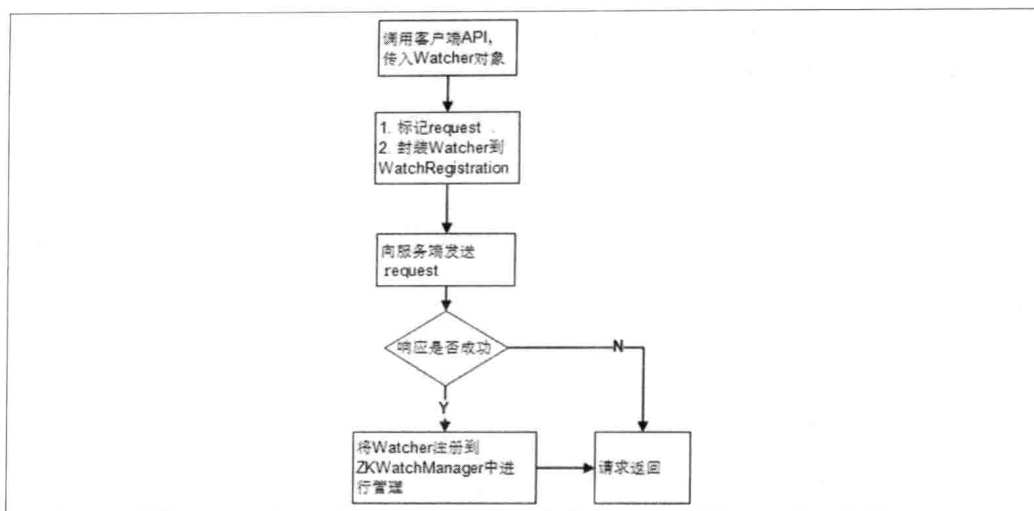 调用客户端API,
传入Watcher对象
1. 标记request
2. 封装Watcher到
WatchRegistration
向服务端发送
request
响应是否成功
N
Y
将Watcher注册到
ZKWatchManager中进
行管理
请求返回